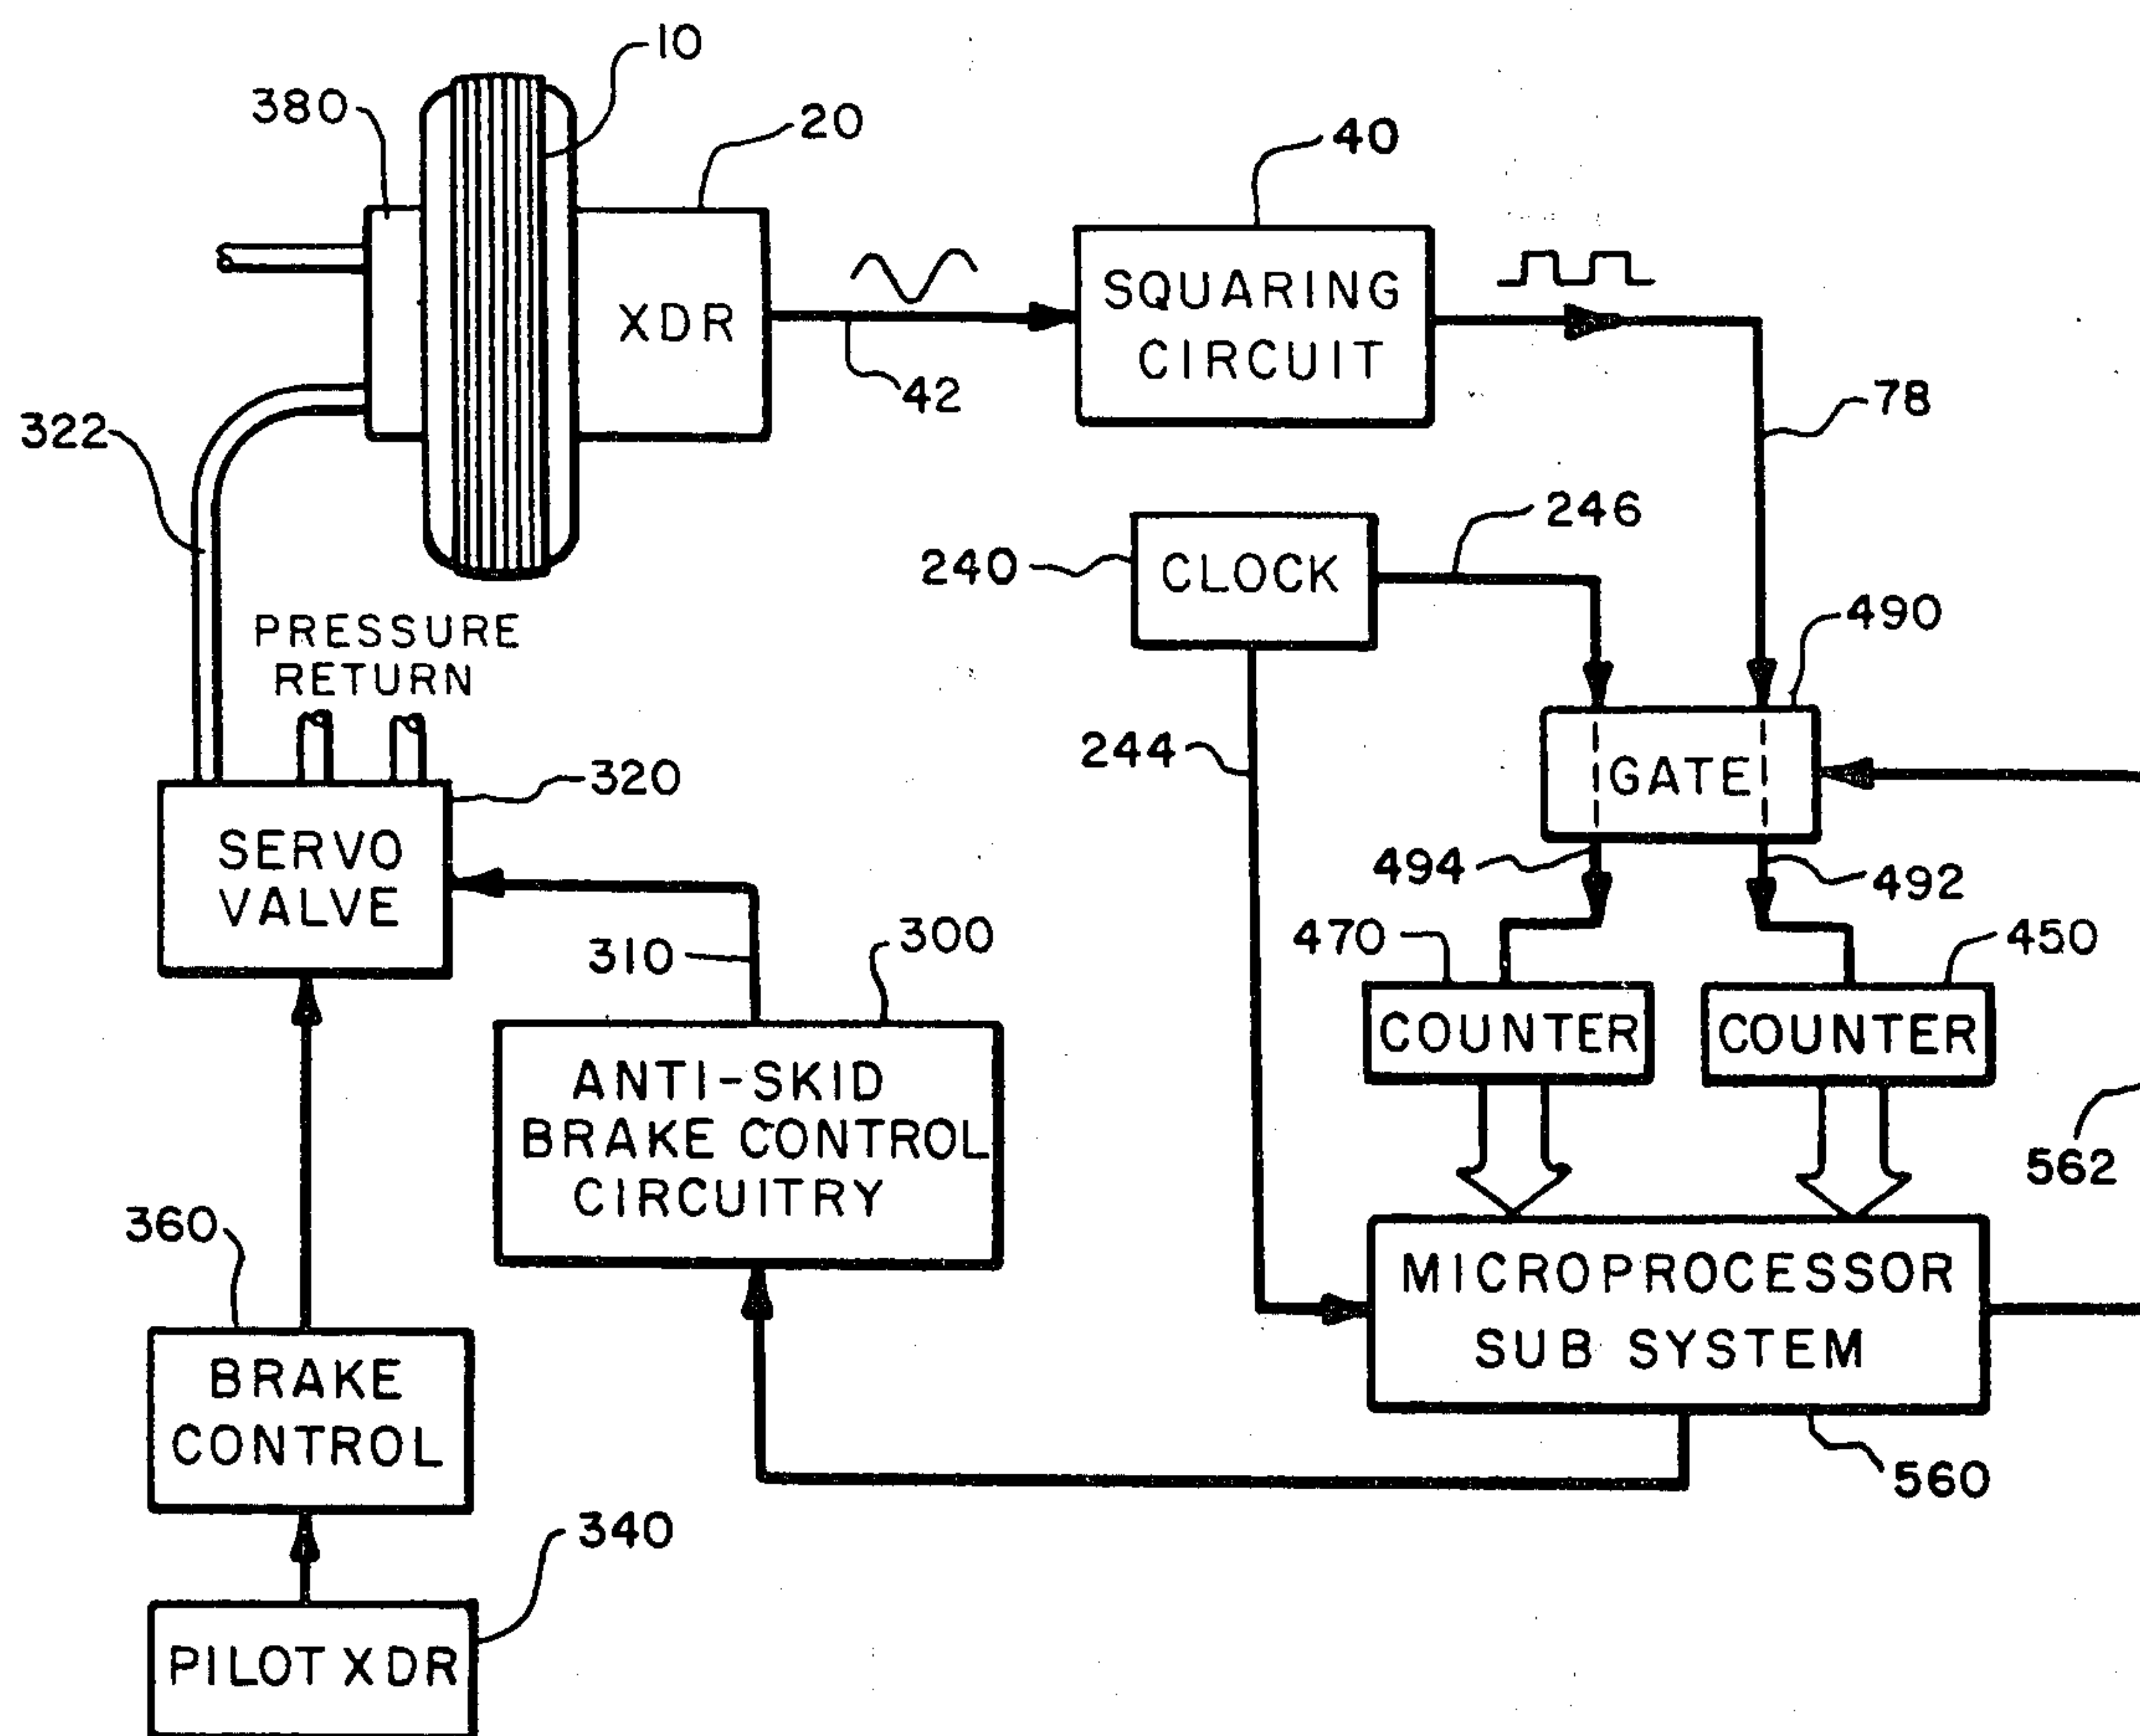 10
380
20
40
XDR
SQUARING
CIRCUIT
42
78
322
246
240
CLOCK
490
PRESSURE
RETURN
244
GATE
320
SERVO
VALVE
494
492
470
450
310
300
COUNTER
COUNTER
ANTI-SKID
BRAKE CONTROL
CIRCUITRY
562
360
MICROPROCESSOR
SUB SYSTEM
BRAKE
CONTROL
560
340
PILOT XDR